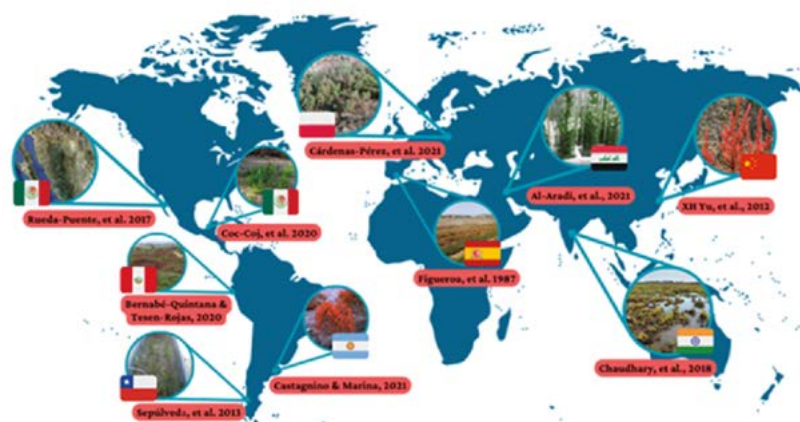 Cárdenas-Pérez, et al. 2021
Al-Aradi, et al., 2021
XH Yu, et al., 2012
Rueda-Puente, et al. 2017
Coc-Coj, et al. 2020
Figueroa, et al. 1987
Bernabé-Quintana &
Tesen-Rojas, 2020
Chaudhary, et al., 2018
Castagnino & Marina, 2021
Sepúlveda, et al. 2013